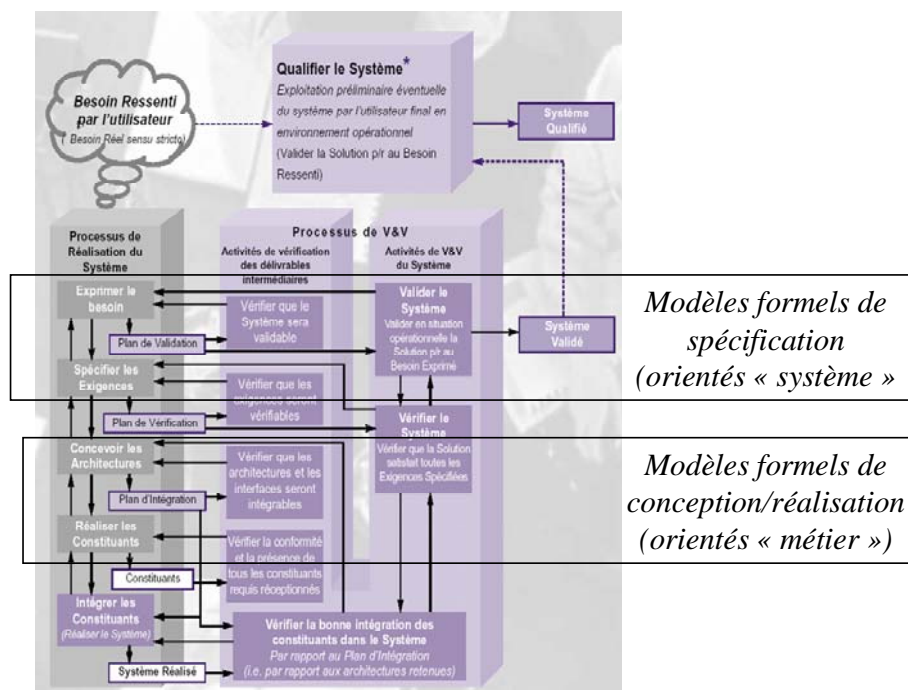 Besoin Ressenti
par l'utilisateur
(' Besoin Réel sensu stricto)
Qualifier le Système*
Exploitation préliminaire éventuelle
du système par l'utilisateur final en
environnement opérationnel
(Valider la Solution p/r au Besoin
Ressenti)
Système
Qualifié
Processus de
Réalisation du
Système
Processus de V&V
Activités de vérification
des délivrables
intermédiaires
Activités de V&V
du Système
Exprimer le
besoin
Vérifier que le
Système sera
validable
Plan de Validation
Valider le
Système
Valider en situation
opérationnelle la
Solution p/r au
Besoin Exprimé
Système
Validé
Modèles formels de
spécification
(orientés « système »
Spécifier les
Exigences
Vérifier que les
exigences seront
vérifiables
Plan de Vérification
Vérifier le
Système
Vérifier que la Solution
satisfait toutes les
Exigences Spécifiées
Concevoir les
Architectures
Vérifier que les
architectures et les
interfaces seront
intégrables
Plan d'Intégration
Modèles formels de
conception/réalisation
(orientés « métier »)
Réaliser les
Constituants
Vérifier la conformité
et la présence de
tous les constituants
requis réceptionnés
Constituants
Intégrer les
Constituants
(Réaliser le Système)
Vérifier la bonne intégration des
constituants dans le Système
Par rapport au Plan d'Intégration
(i.e. par rapport aux architectures retenues)
Système Réalisé